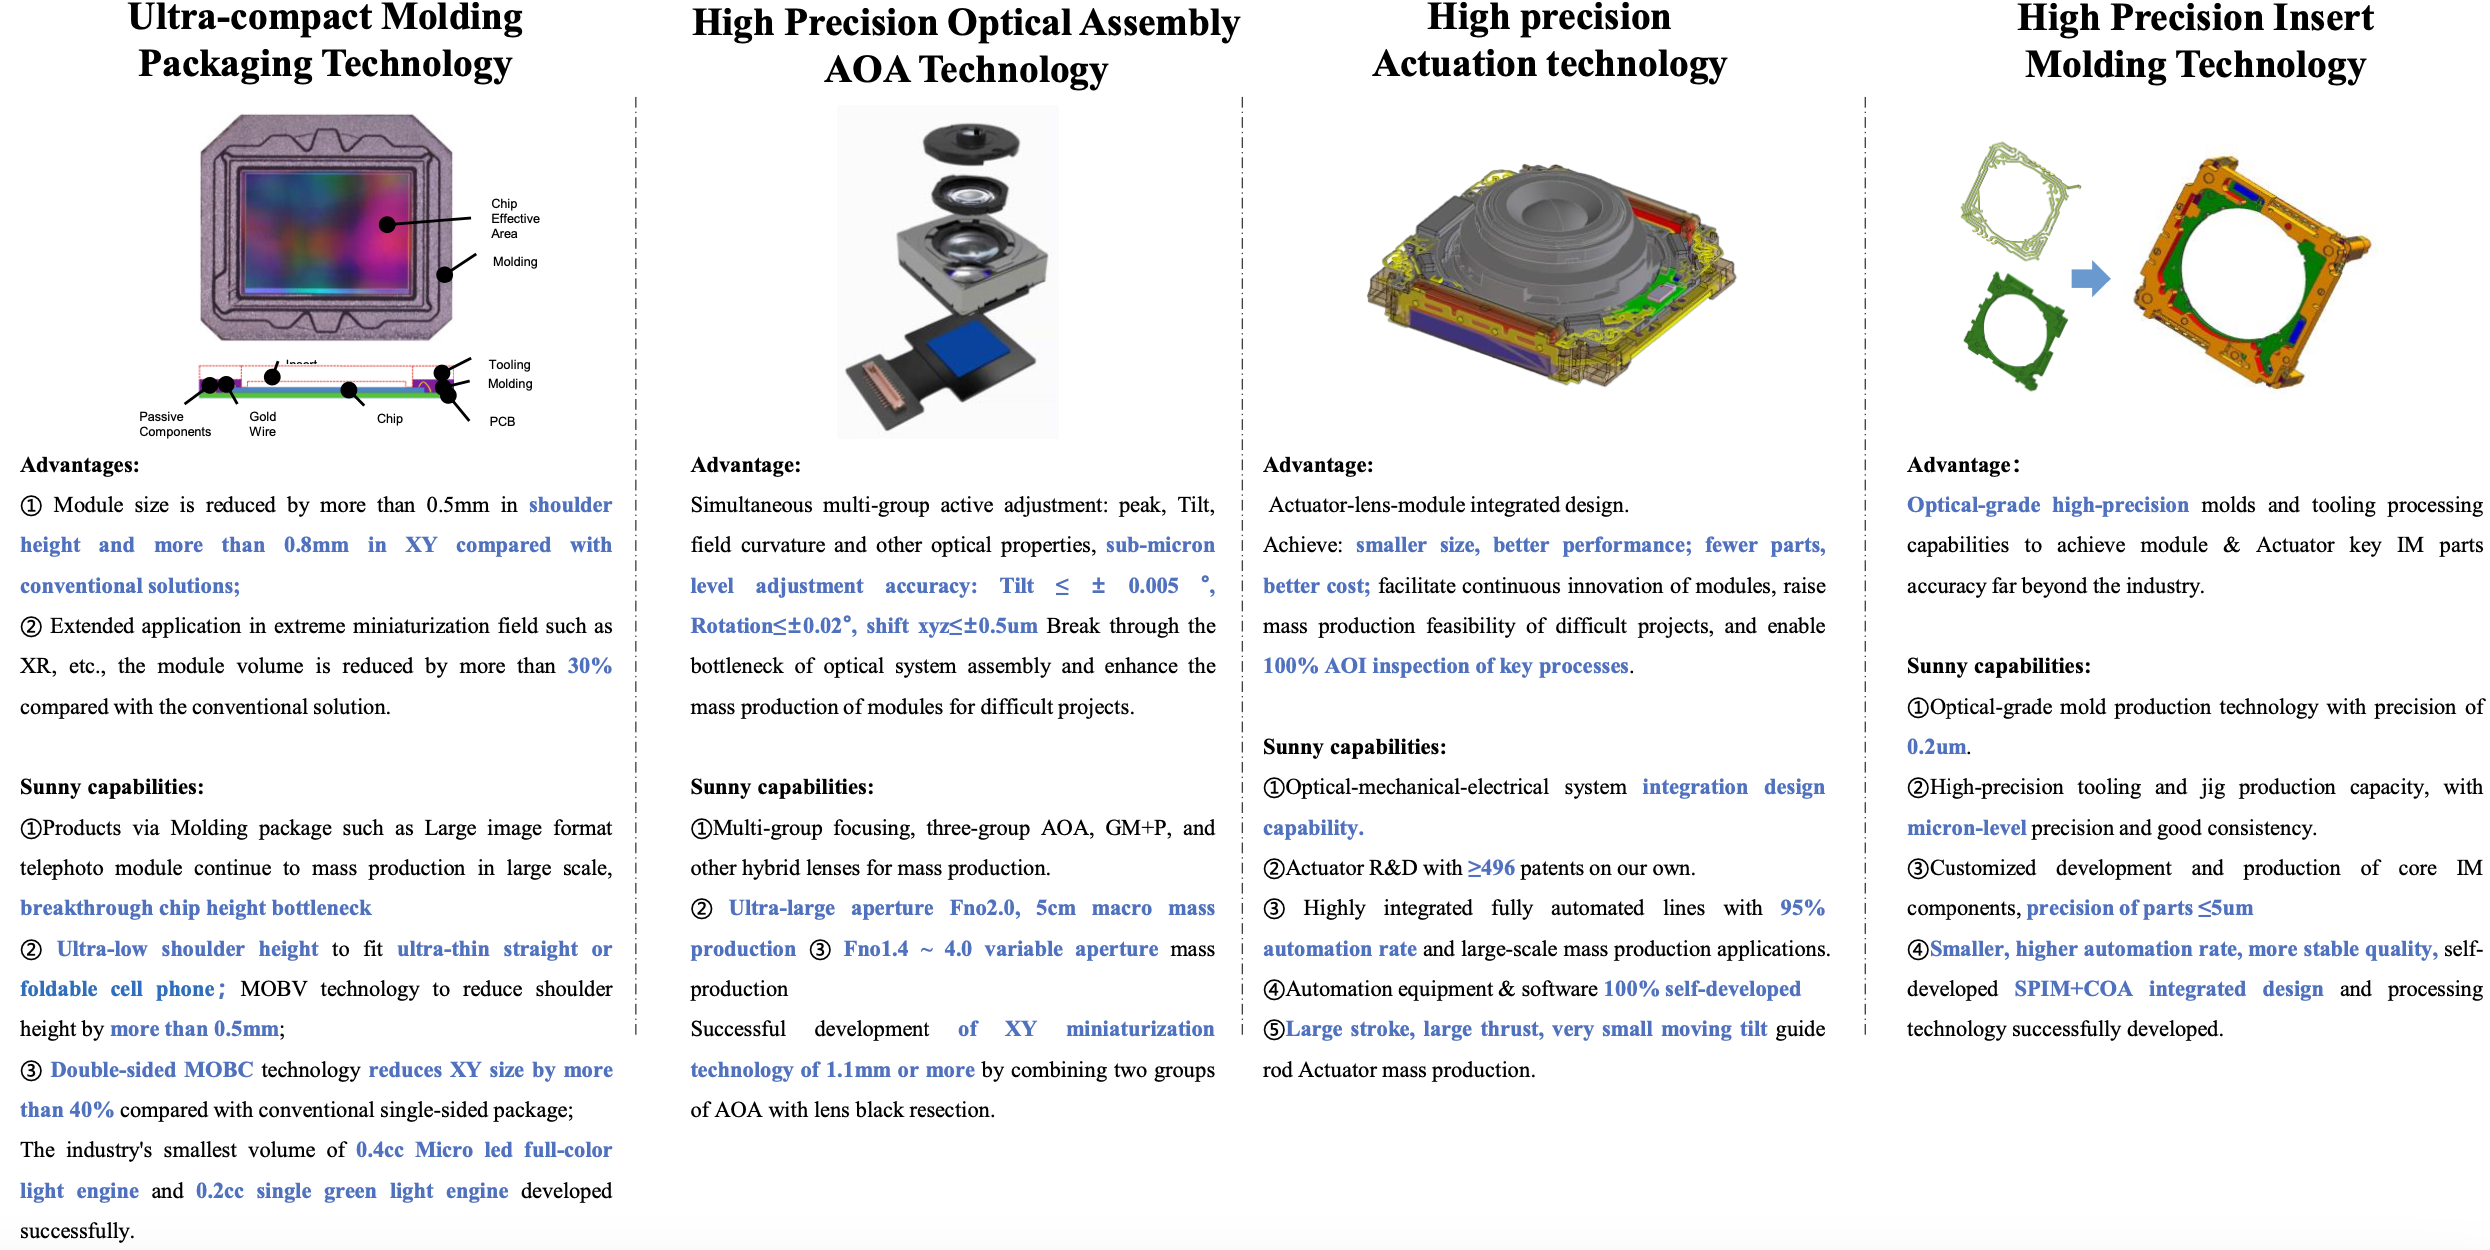 Ultra-compact Molding
Packaging Technology
Chip
Effective
Area
Molding
Tooling
Molding
PCB
Chip
Gold
Wire
Passive
Components
Advantages:
① Module size is reduced by more than 0.5mm in shoulder
height and more than 0.8mm in XY compared with
conventional solutions;
② Extended application in extreme miniaturization field such as
XR, etc., the module volume is reduced by more than 30%
compared with the conventional solution.
Sunny capabilities:
①Products via Molding package such as Large image format
telephoto module continue to mass production in large scale,
breakthrough chip height bottleneck
② Ultra-low shoulder height to fit ultra-thin straight or
foldable cell phone；MOBV technology to reduce shoulder
height by more than 0.5mm;
③ Double-sided MOBC technology reduces XY size by more
than 40% compared with conventional single-sided package;
The industry's smallest volume of 0.4cc Micro led full-color
light engine and 0.2cc single green light engine developed
successfully.
High Precision Optical Assembly
AOA Technology
Advantage:
Simultaneous multi-group active adjustment: peak, Tilt,
field curvature and other optical properties, sub-micron
level adjustment accuracy: Tilt ≤ ± 0.005 °,
Rotation≤±0.02°, shift xyz≤±0.5um Break through the
bottleneck of optical system assembly and enhance the
mass production of modules for difficult projects.
Sunny capabilities:
①Multi-group focusing, three-group AOA, GM+P, and
other hybrid lenses for mass production.
② Ultra-large aperture Fno2.0, 5cm macro mass
production ③ Fno1.4 ~ 4.0 variable aperture mass
production
Successful development of XY miniaturization
technology of 1.1mm or more by combining two groups
of AOA with lens black resection.
High precision
Actuation technology
Advantage:
Actuator-lens-module integrated design.
Achieve: smaller size, better performance; fewer parts,
better cost; facilitate continuous innovation of modules, raise
mass production feasibility of difficult projects, and enable
100% AOI inspection of key processes.
Sunny capabilities:
①Optical-mechanical-electrical system integration design
capability.
②Actuator R&D with ≥496 patents on our own.
③ Highly integrated fully automated lines with 95%
automation rate and large-scale mass production applications.
④Automation equipment & software 100% self-developed
⑤Large stroke, large thrust, very small moving tilt guide
rod Actuator mass production.
High Precision Insert
Molding Technology
Advantage：
Optical-grade high-precision molds and tooling processing
capabilities to achieve module & Actuator key IM parts
accuracy far beyond the industry.
Sunny capabilities:
①Optical-grade mold production technology with precision of
0.2um.
②High-precision tooling and jig production capacity, with
micron-level precision and good consistency.
③Customized development and production of core IM
components, precision of parts ≤5um
④Smaller, higher automation rate, more stable quality, self-
developed SPIM+COA integrated design and processing
technology successfully developed.